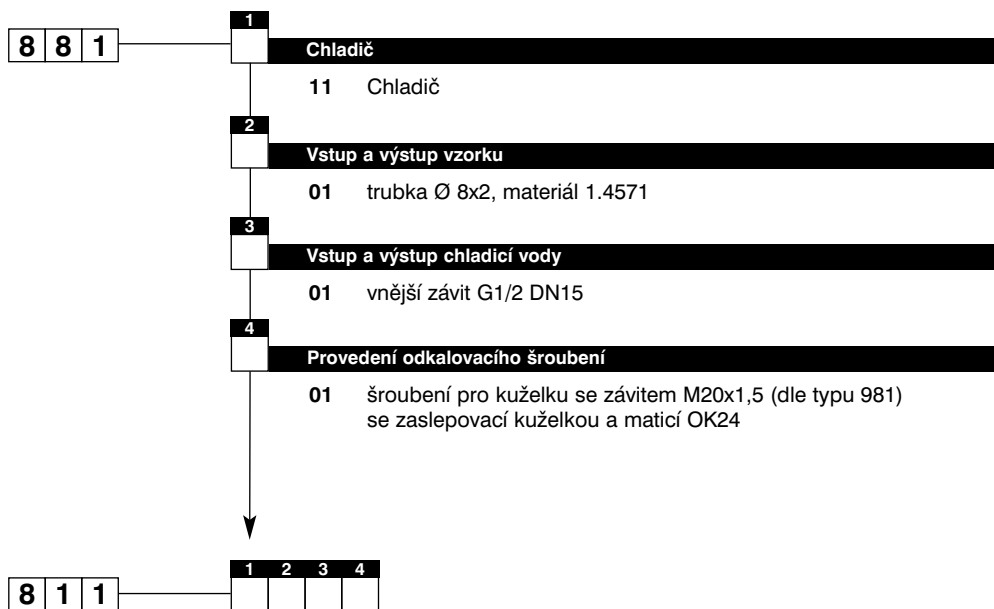 1
8 8 1
Chladič
11 Chladič
2
Vstup a výstup vzorku
01 trubka Ø 8x2, materiál 1.4571
3
Vstup a výstup chladicí vody
01 vnější závit G1/2 DN15
4
Provedení odkalovacího šroubení
01 šroubení pro kuželku se závitem M20x1,5 (dle typu 981)
se zaslepovací kuželkou a maticí OK24
1 2 3 4
8 1 1